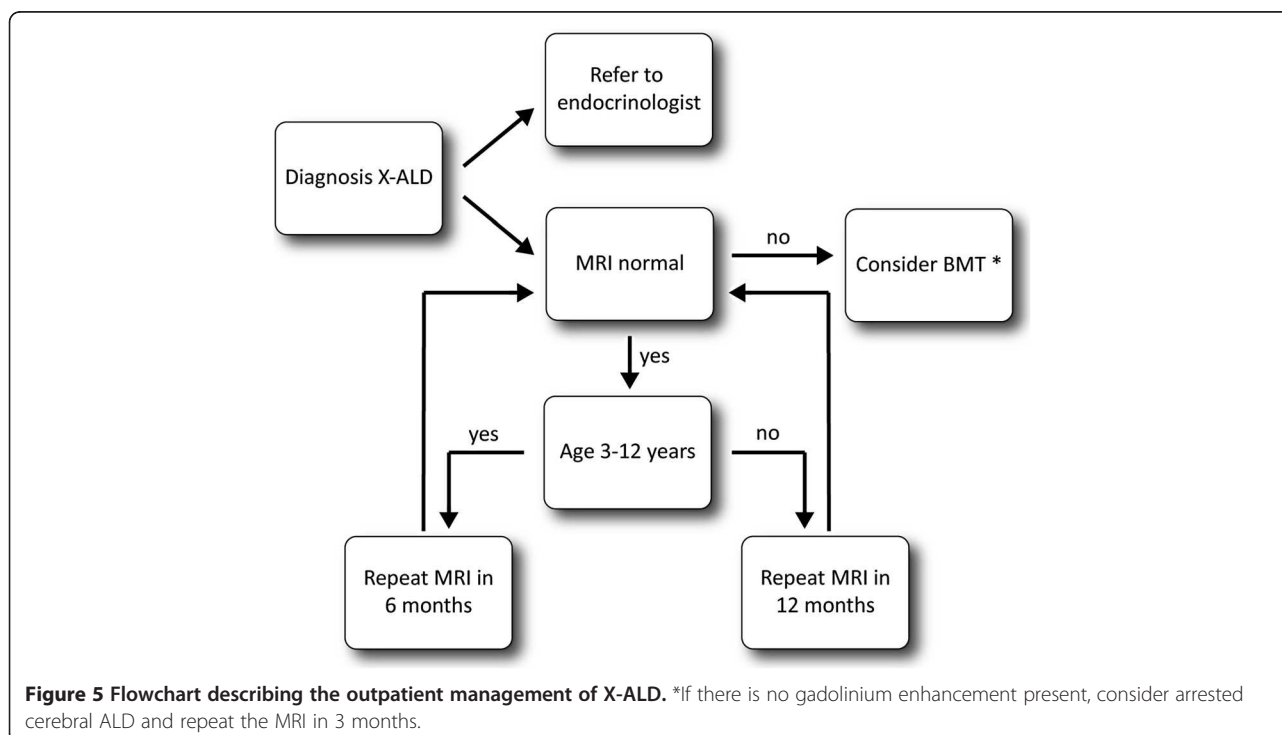 Refer to
endocrinologist
Diagnosis X-ALD
MRI normal
no
Consider BMT *
yes
yes
Age 3-12 years
no
Repeat MRI in
6 months
Repeat MRI in
12 months
Figure 5 Flowchart describing the outpatient management of X-ALD. *If there is no gadolinium enhancement present, consider arrested
cerebral ALD and repeat the MRI in 3 months.